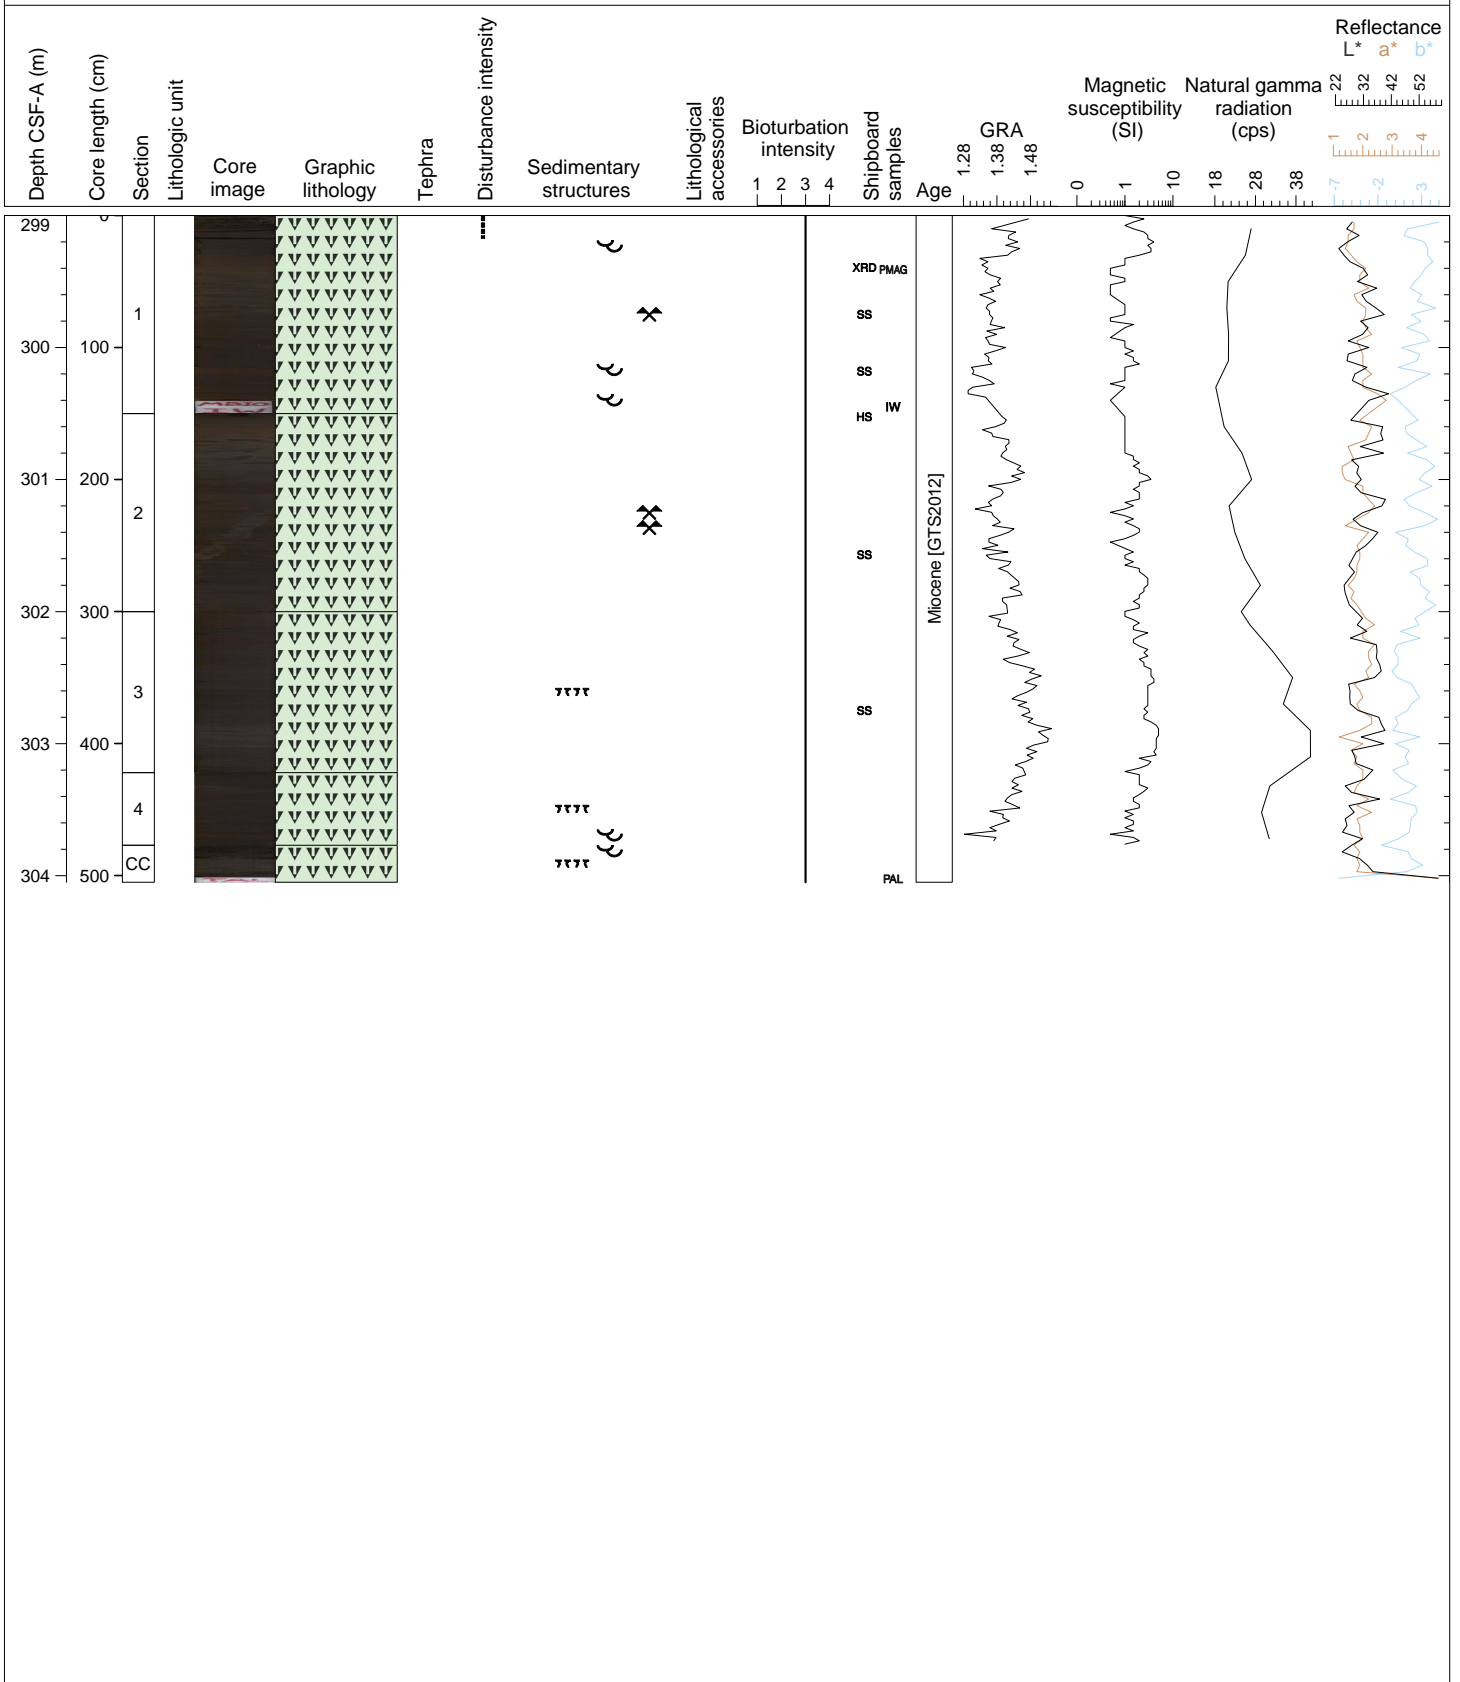 Depth CSF-A (m)
Core length (cm)
Section
Lithologic unit
Core
image
Graphic
lithology
Tephra
Disturbance intensity
Sedimentary
structures
Lithological
accessories
Bioturbation
intensity
1 2 3 4
Shipboard
samples
Age
GRA
1.28 1.38 1.48
Magnetic
susceptibility
(SI)
0 1 10
Natural gamma
radiation
(cps)
18 28 38
Reflectance
L* a* b*
22 32 42 52
1 2 3 4
-7 -2 3
299 0
XRD PMAG
1 SS
300 100
SS
IW
HS
301 200
2
SS
Miocene [GTS2012]
302 300
3
SS
303 400
4
CC
304 500
PAL